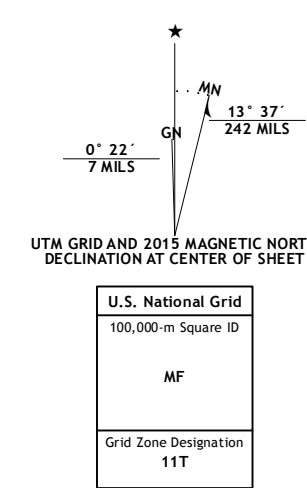 ★
MN
GN
13° 37´
242 MILS
0° 22´
7 MILS
UTM GRID AND 2015 MAGNETIC NORT
DECLINATION AT CENTER OF SHEET
U.S. National Grid
100,000-m Square ID
MF
Grid Zone Designation
11T